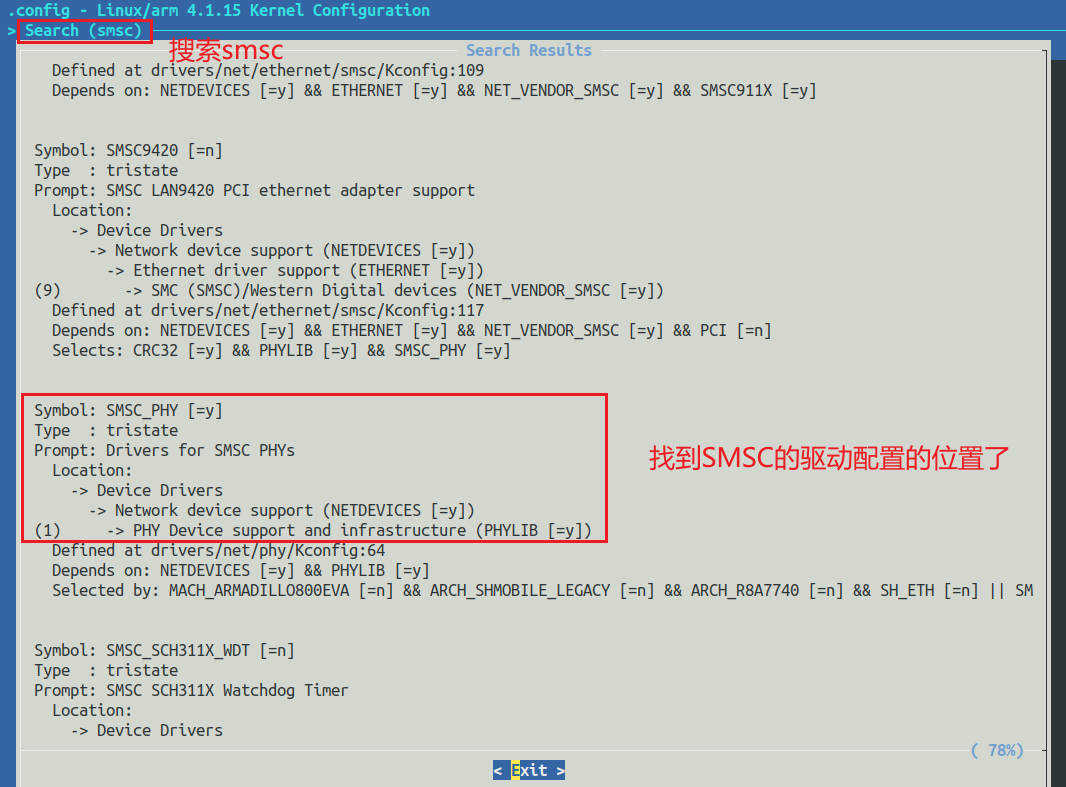 .config - Linux/arm 4.1.15 Kernel Configuration
> Search (smsc)
搜索smsc
Search Results
Defined at drivers/net/ethernet/smsc/Kconfig:109
Depends on: NETDEVICES [=y] && ETHERNET [=y] && NET_VENDOR_SMSC [=y] && SMSC911X [=y]
Symbol: SMSC9420 [=n]
Type  : tristate
Prompt: SMSC LAN9420 PCI ethernet adapter support
Location:
-> Device Drivers
-> Network device support (NETDEVICES [=y])
-> Ethernet driver support (ETHERNET [=y])
(9)       -> SMC (SMSC)/Western Digital devices (NET_VENDOR_SMSC [=y])
Defined at drivers/net/ethernet/smsc/Kconfig:117
Depends on: NETDEVICES [=y] && ETHERNET [=y] && NET_VENDOR_SMSC [=y] && PCI [=n]
Selects: CRC32 [=y] && PHYLIB [=y] && SMSC_PHY [=y]
Symbol: SMSC_PHY [=y]
Type  : tristate
Prompt: Drivers for SMSC PHYs
找到SMSC的驱动配置的位置了
Location:
-> Device Drivers
-> Network device support (NETDEVICES [=y])
(1)     -> PHY Device support and infrastructure (PHYLIB [=y])
Defined at drivers/net/phy/Kconfig:64
Depends on: NETDEVICES [=y] && PHYLIB [=y]
Selected by: MACH_ARMADILLO800EVA [=n] && ARCH_SHMOBILE_LEGACY [=n] && ARCH_R8A7740 [=n] && SH_ETH [=n] || SM
Symbol: SMSC_SCH311X_WDT [=n]
Type  : tristate
Prompt: SMSC SCH311X Watchdog Timer
Location:
-> Device Drivers
( 78%)
< Exit >